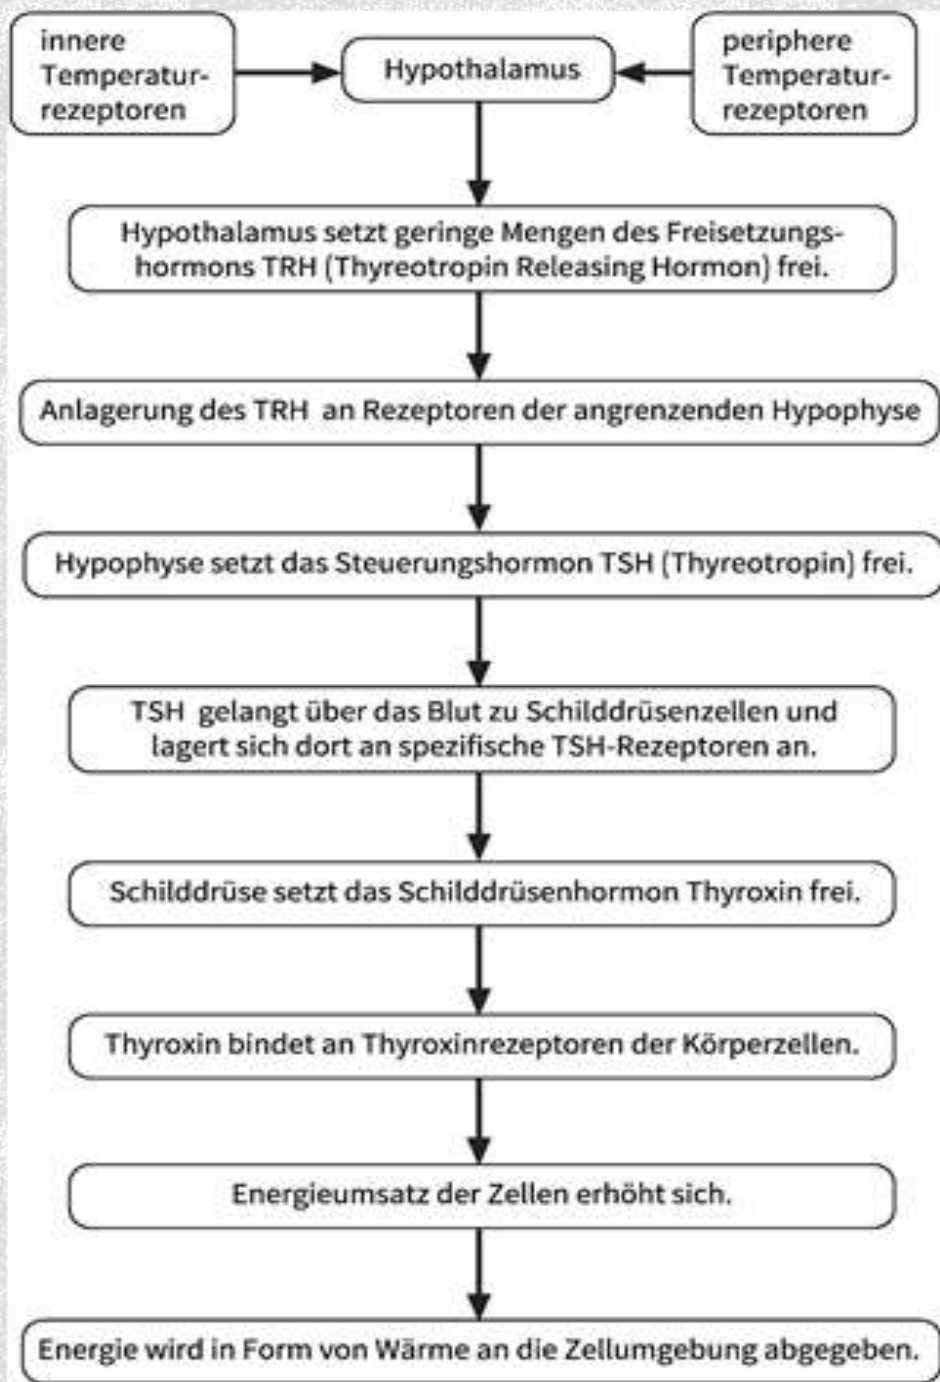 innere
Temperatur-
rezeptoren
Hypothalamus
periphere
Temperatur-
rezeptoren
Hypothalamus setzt geringe Mengen des Freisetzungs-
hormons TRH (Thyreotropin Releasing Hormon) frei.
Anlagerung des TRH an Rezeptoren der angrenzenden Hypophyse
Hypophyse setzt das Steuerungshormon TSH (Thyreotropin) frei.
TSH gelangt über das Blut zu Schilddrüsenzellen und
lagert sich dort an spezifische TSH-Rezeptoren an.
Schilddrüse setzt das Schilddrüsenhormon Thyroxin frei.
Thyroxin bindet an Thyroxinrezeptoren der Körperzellen.
Energieumsatz der Zellen erhöht sich.
Energie wird in Form von Wärme an die Zellumgebung abgegeben.